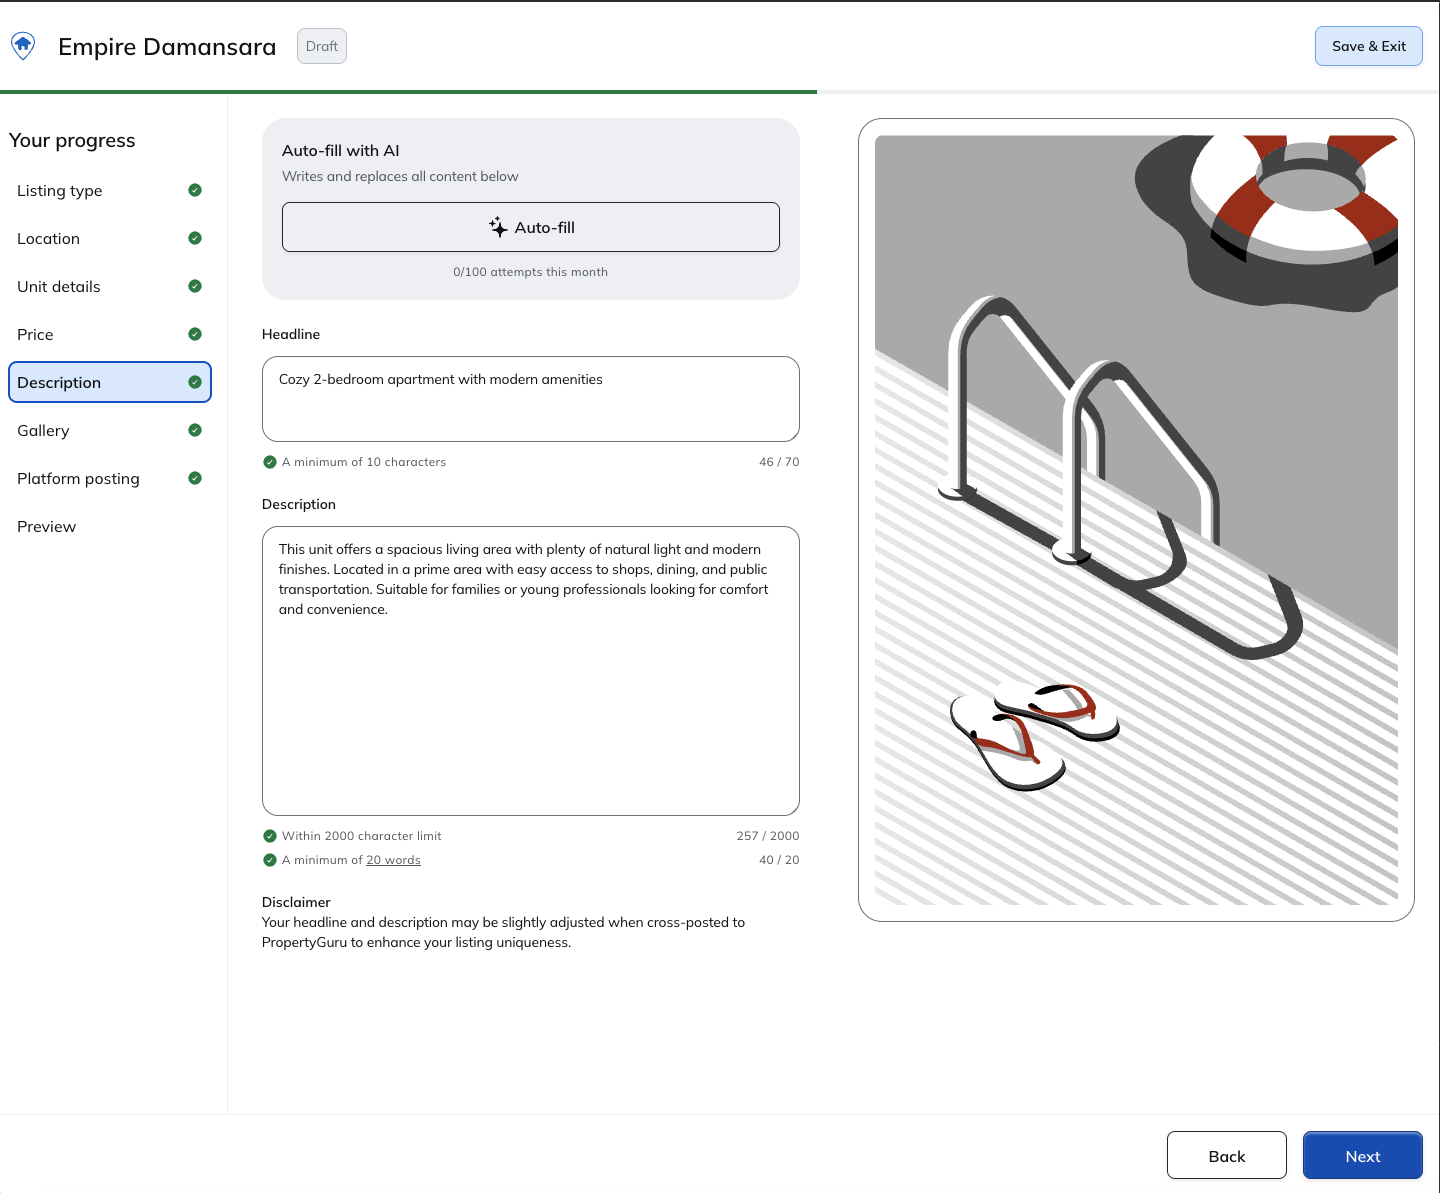 Empire Damansara
Draft
Save & Exit
Your progress
Listing type
Location
Unit details
Price
Description
Gallery
Platform posting
Preview
Auto-fill with AI
Writes and replaces all content below
Auto-fill
0/100 attempts this month
Headline
Cozy 2-bedroom apartment with modern amenities
A minimum of 10 characters
46 / 70
Description
This unit offers a spacious living area with plenty of natural light and modern
finishes. Located in a prime area with easy access to shops, dining, and public
transportation. Suitable for families or young professionals looking for comfort
and convenience.
Within 2000 character limit
257 / 2000
A minimum of 20 words
40 / 20
Disclaimer
Your headline and description may be slightly adjusted when cross-posted to
PropertyGuru to enhance your listing uniqueness.
Back
Next